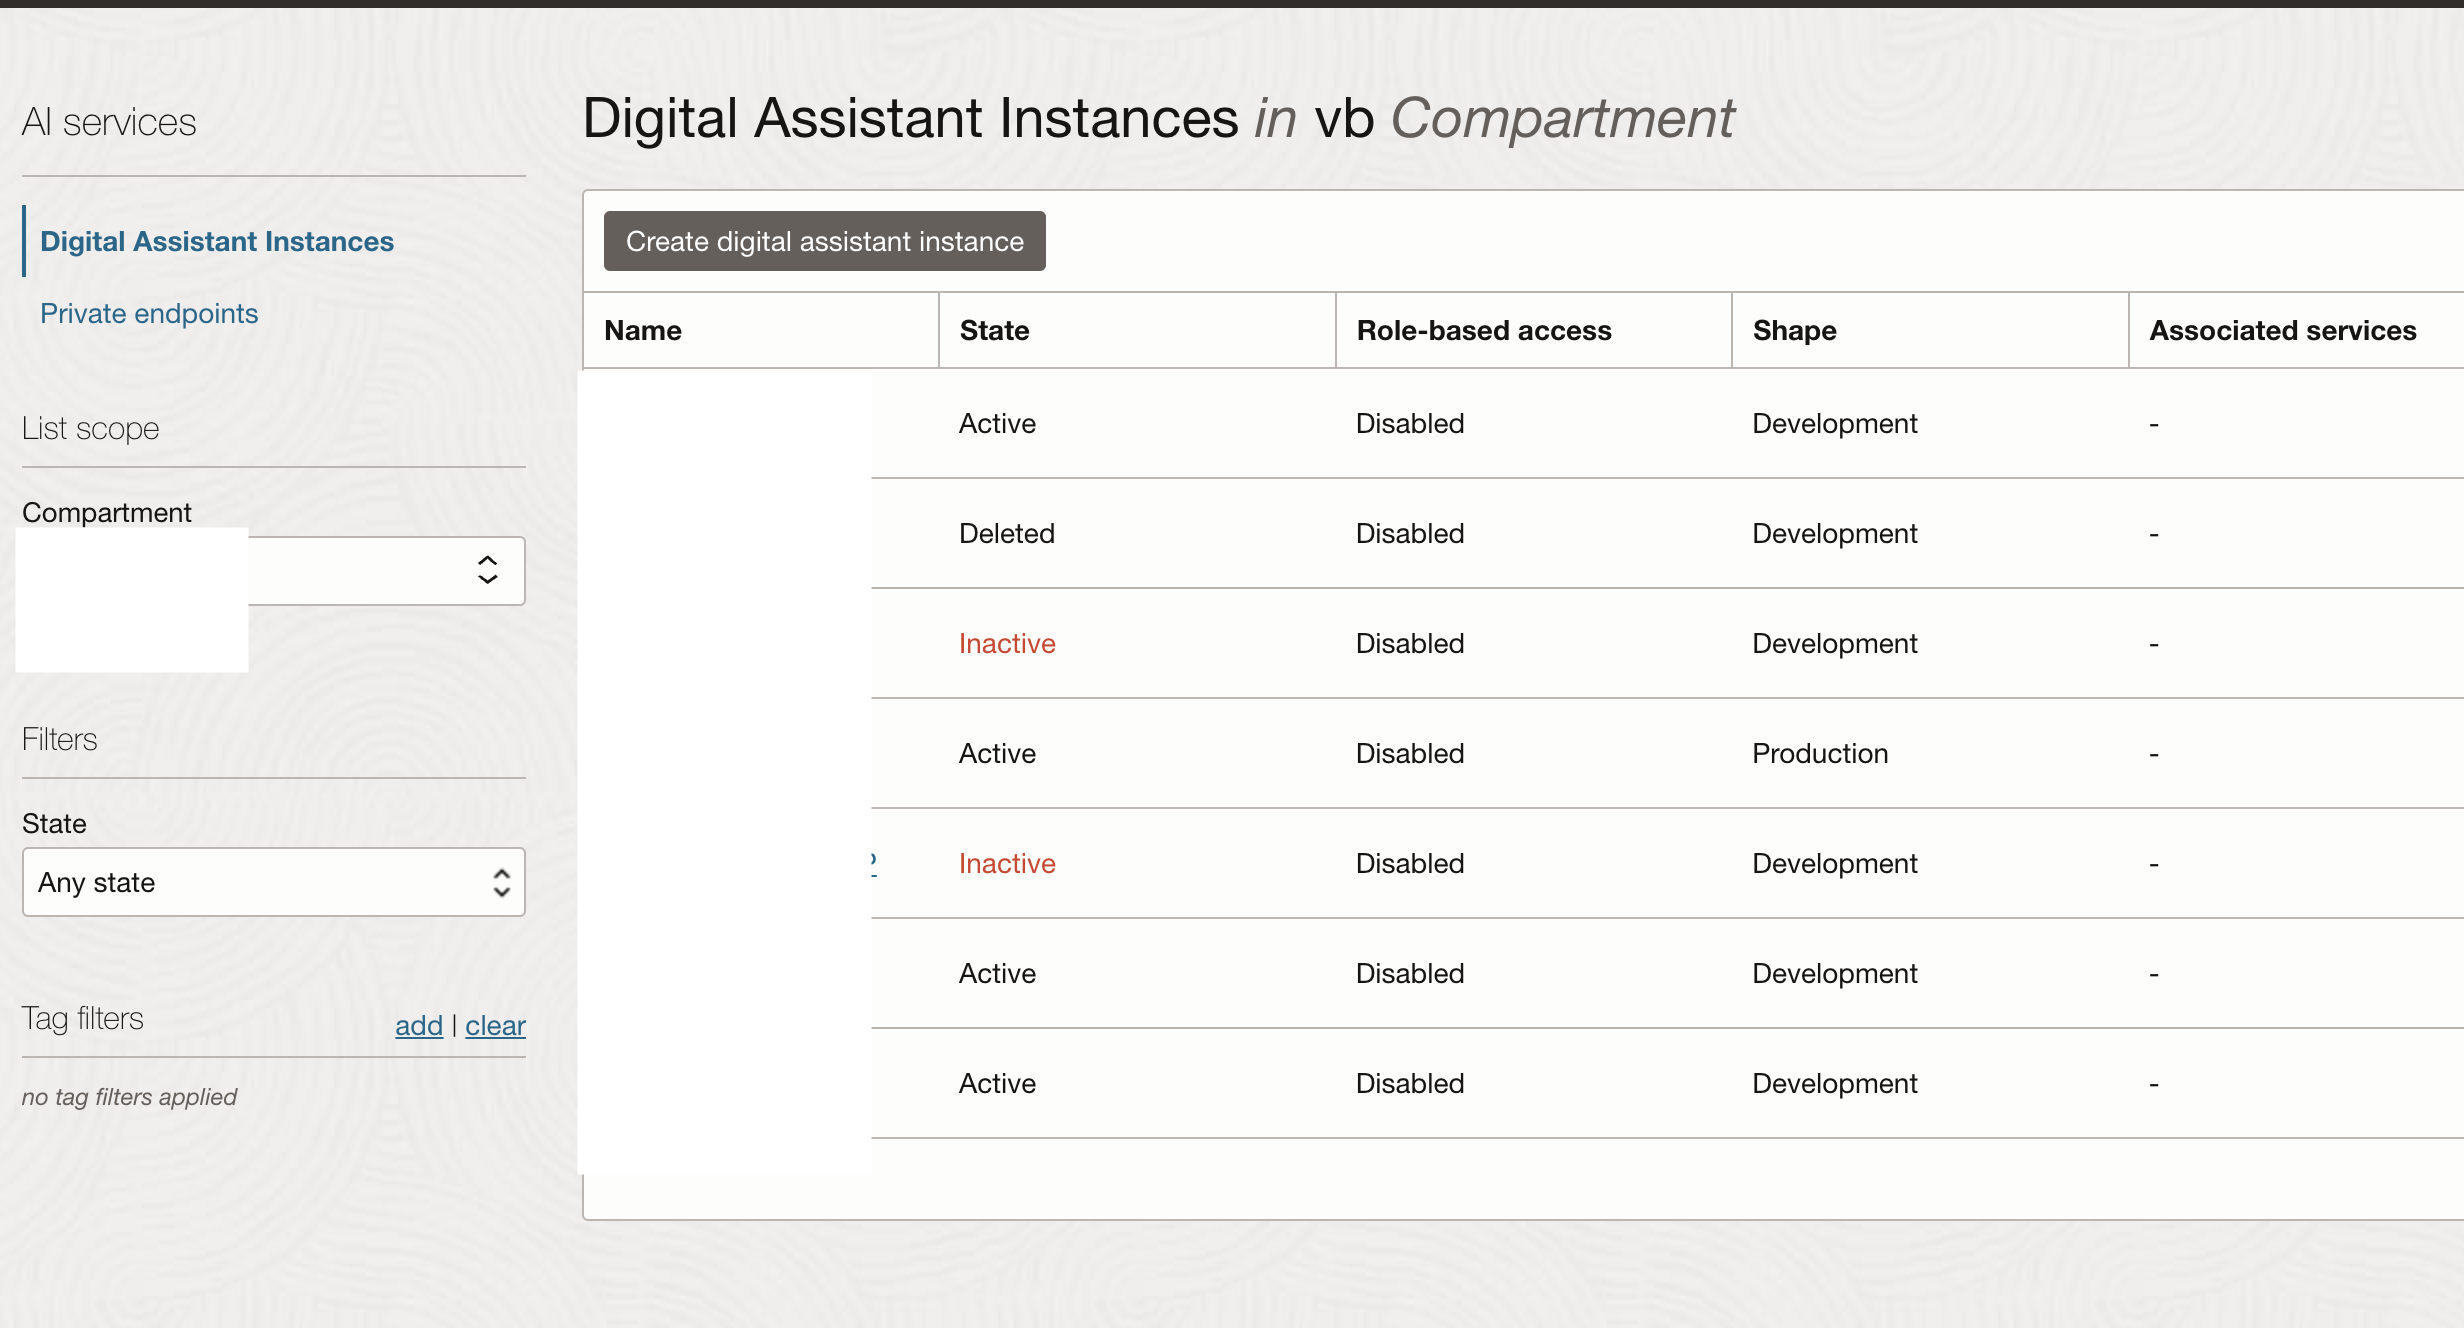 AI services
Digital Assistant Instances
Private endpoints
List scope
Compartment
Filters
State
Any state
Tag filters
add | clear
no tag filters applied
Digital Assistant Instances in vb Compartment
Create digital assistant instance
Name State Role-based access Shape Associated services
Active Disabled Development -
Deleted Disabled Development -
Inactive Disabled Development -
Active Disabled Production -
Inactive Disabled Development -
Active Disabled Development -
Active Disabled Development -